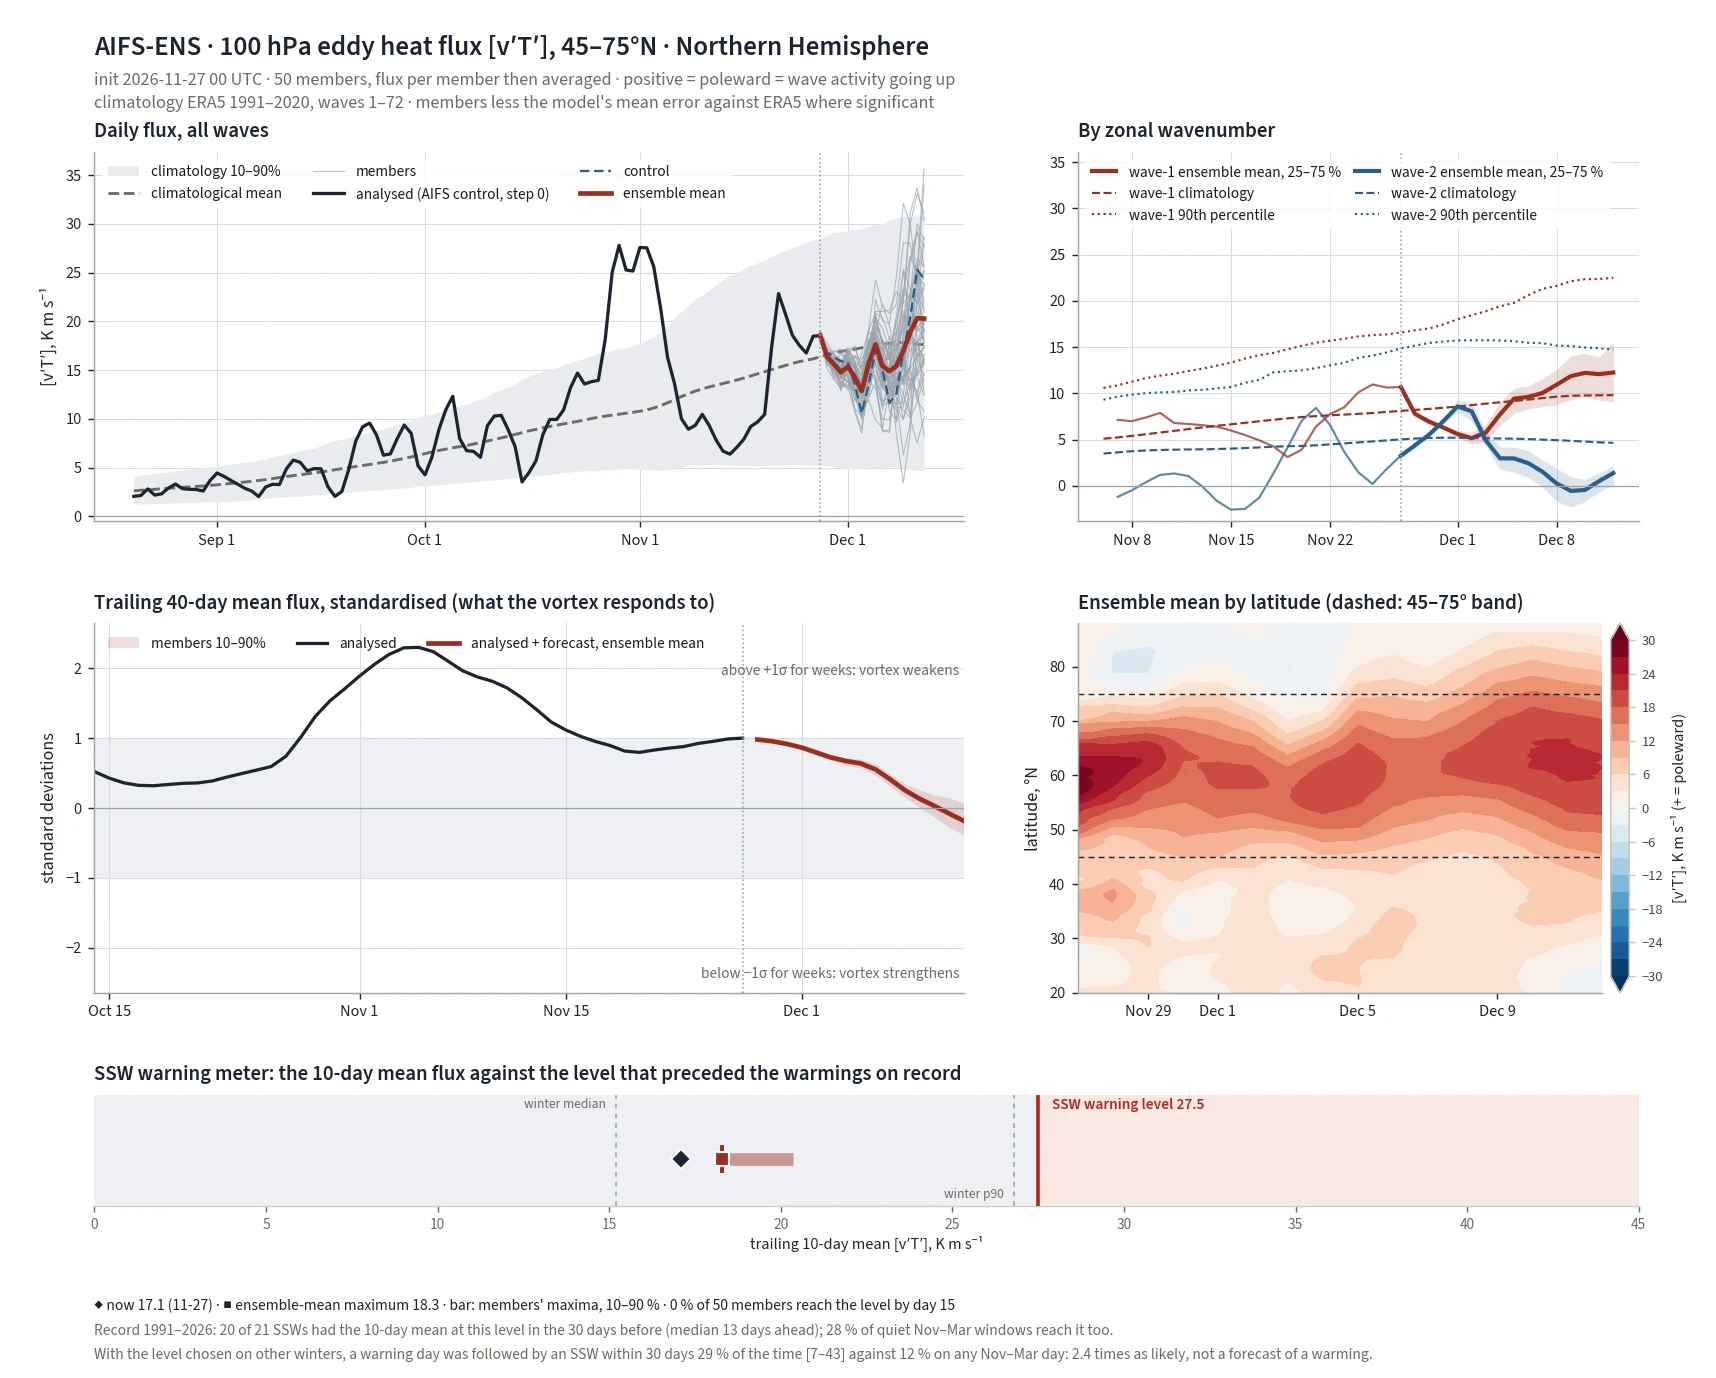 AIFS-ENS · 100 hPa eddy heat flux [v′T′], 45–75°N · Northern Hemisphere
init 2026-11-27 00 UTC · 50 members, flux per member then averaged · positive = poleward = wave activity going up
climatology ERA5 1991–2020, waves 1–72 · members less the model's mean error against ERA5 where significant
Daily flux, all waves
climatology 10–90%
members
control
climatological mean
analysed (AIFS control, step 0)
ensemble mean
[v′T′], K m s⁻¹
35
30
25
20
15
10
5
0
Sep 1
Oct 1
Nov 1
Dec 1
By zonal wavenumber
wave-1 ensemble mean, 25–75 %
wave-2 ensemble mean, 25–75 %
wave-1 climatology
wave-2 climatology
wave-1 90th percentile
wave-2 90th percentile
35
30
25
20
15
10
5
0
Nov 8
Nov 15
Nov 22
Dec 1
Dec 8
Trailing 40-day mean flux, standardised (what the vortex responds to)
members 10–90%
analysed
analysed + forecast, ensemble mean
above +1σ for weeks: vortex weakens
below −1σ for weeks: vortex strengthens
standard deviations
2
1
0
−1
−2
Oct 15
Nov 1
Nov 15
Dec 1
Ensemble mean by latitude (dashed: 45–75° band)
latitude, °N
80
70
60
50
40
30
20
Nov 29
Dec 1
Dec 5
Dec 9
30
24
18
12
6
0
−6
−12
−18
−24
−30
[v′T′], K m s⁻¹ (+ = poleward)
SSW warning meter: the 10-day mean flux against the level that preceded the warmings on record
winter median
SSW warning level 27.5
winter p90
0
5
10
15
20
25
30
35
40
45
trailing 10-day mean [v′T′], K m s⁻¹
◆ now 17.1 (11-27) · ■ ensemble-mean maximum 18.3 · bar: members' maxima, 10–90 % · 0 % of 50 members reach the level by day 15
Record 1991–2026: 20 of 21 SSWs had the 10-day mean at this level in the 30 days before (median 13 days ahead); 28 % of quiet Nov–Mar windows reach it too.
With the level chosen on other winters, a warning day was followed by an SSW within 30 days 29 % of the time [7–43] against 12 % on any Nov–Mar day: 2.4 times as likely, not a forecast of a warming.